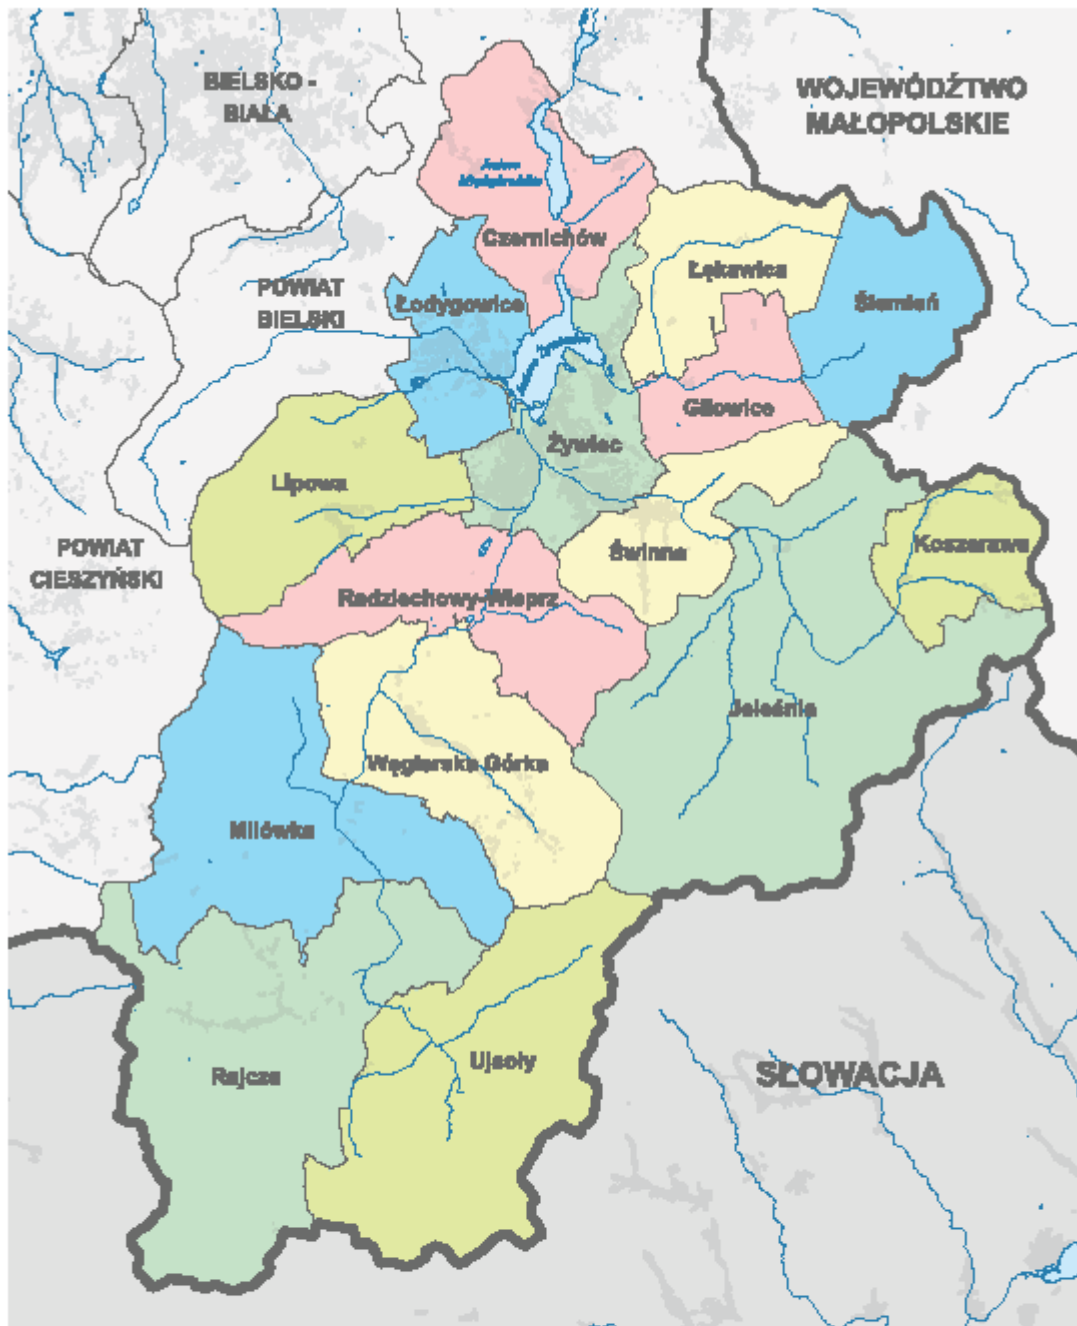 BIELSKO -
BIAŁA
WOJEWÓDŹTWO
MAŁOPOLSKIE
Czernichów
Łękawica
POWIAT
BIELSKI
Łodygowice
Ślemień
Gilowice
Żywiec
Lipowa
POWIAT
CIESZYŃSKI
Świnna
Koszarawa
Radziechowy-Wieprz
Jeleśnia
Węgierska Górka
Milówka
Rajcza
Ujsoły
SŁOWACJA